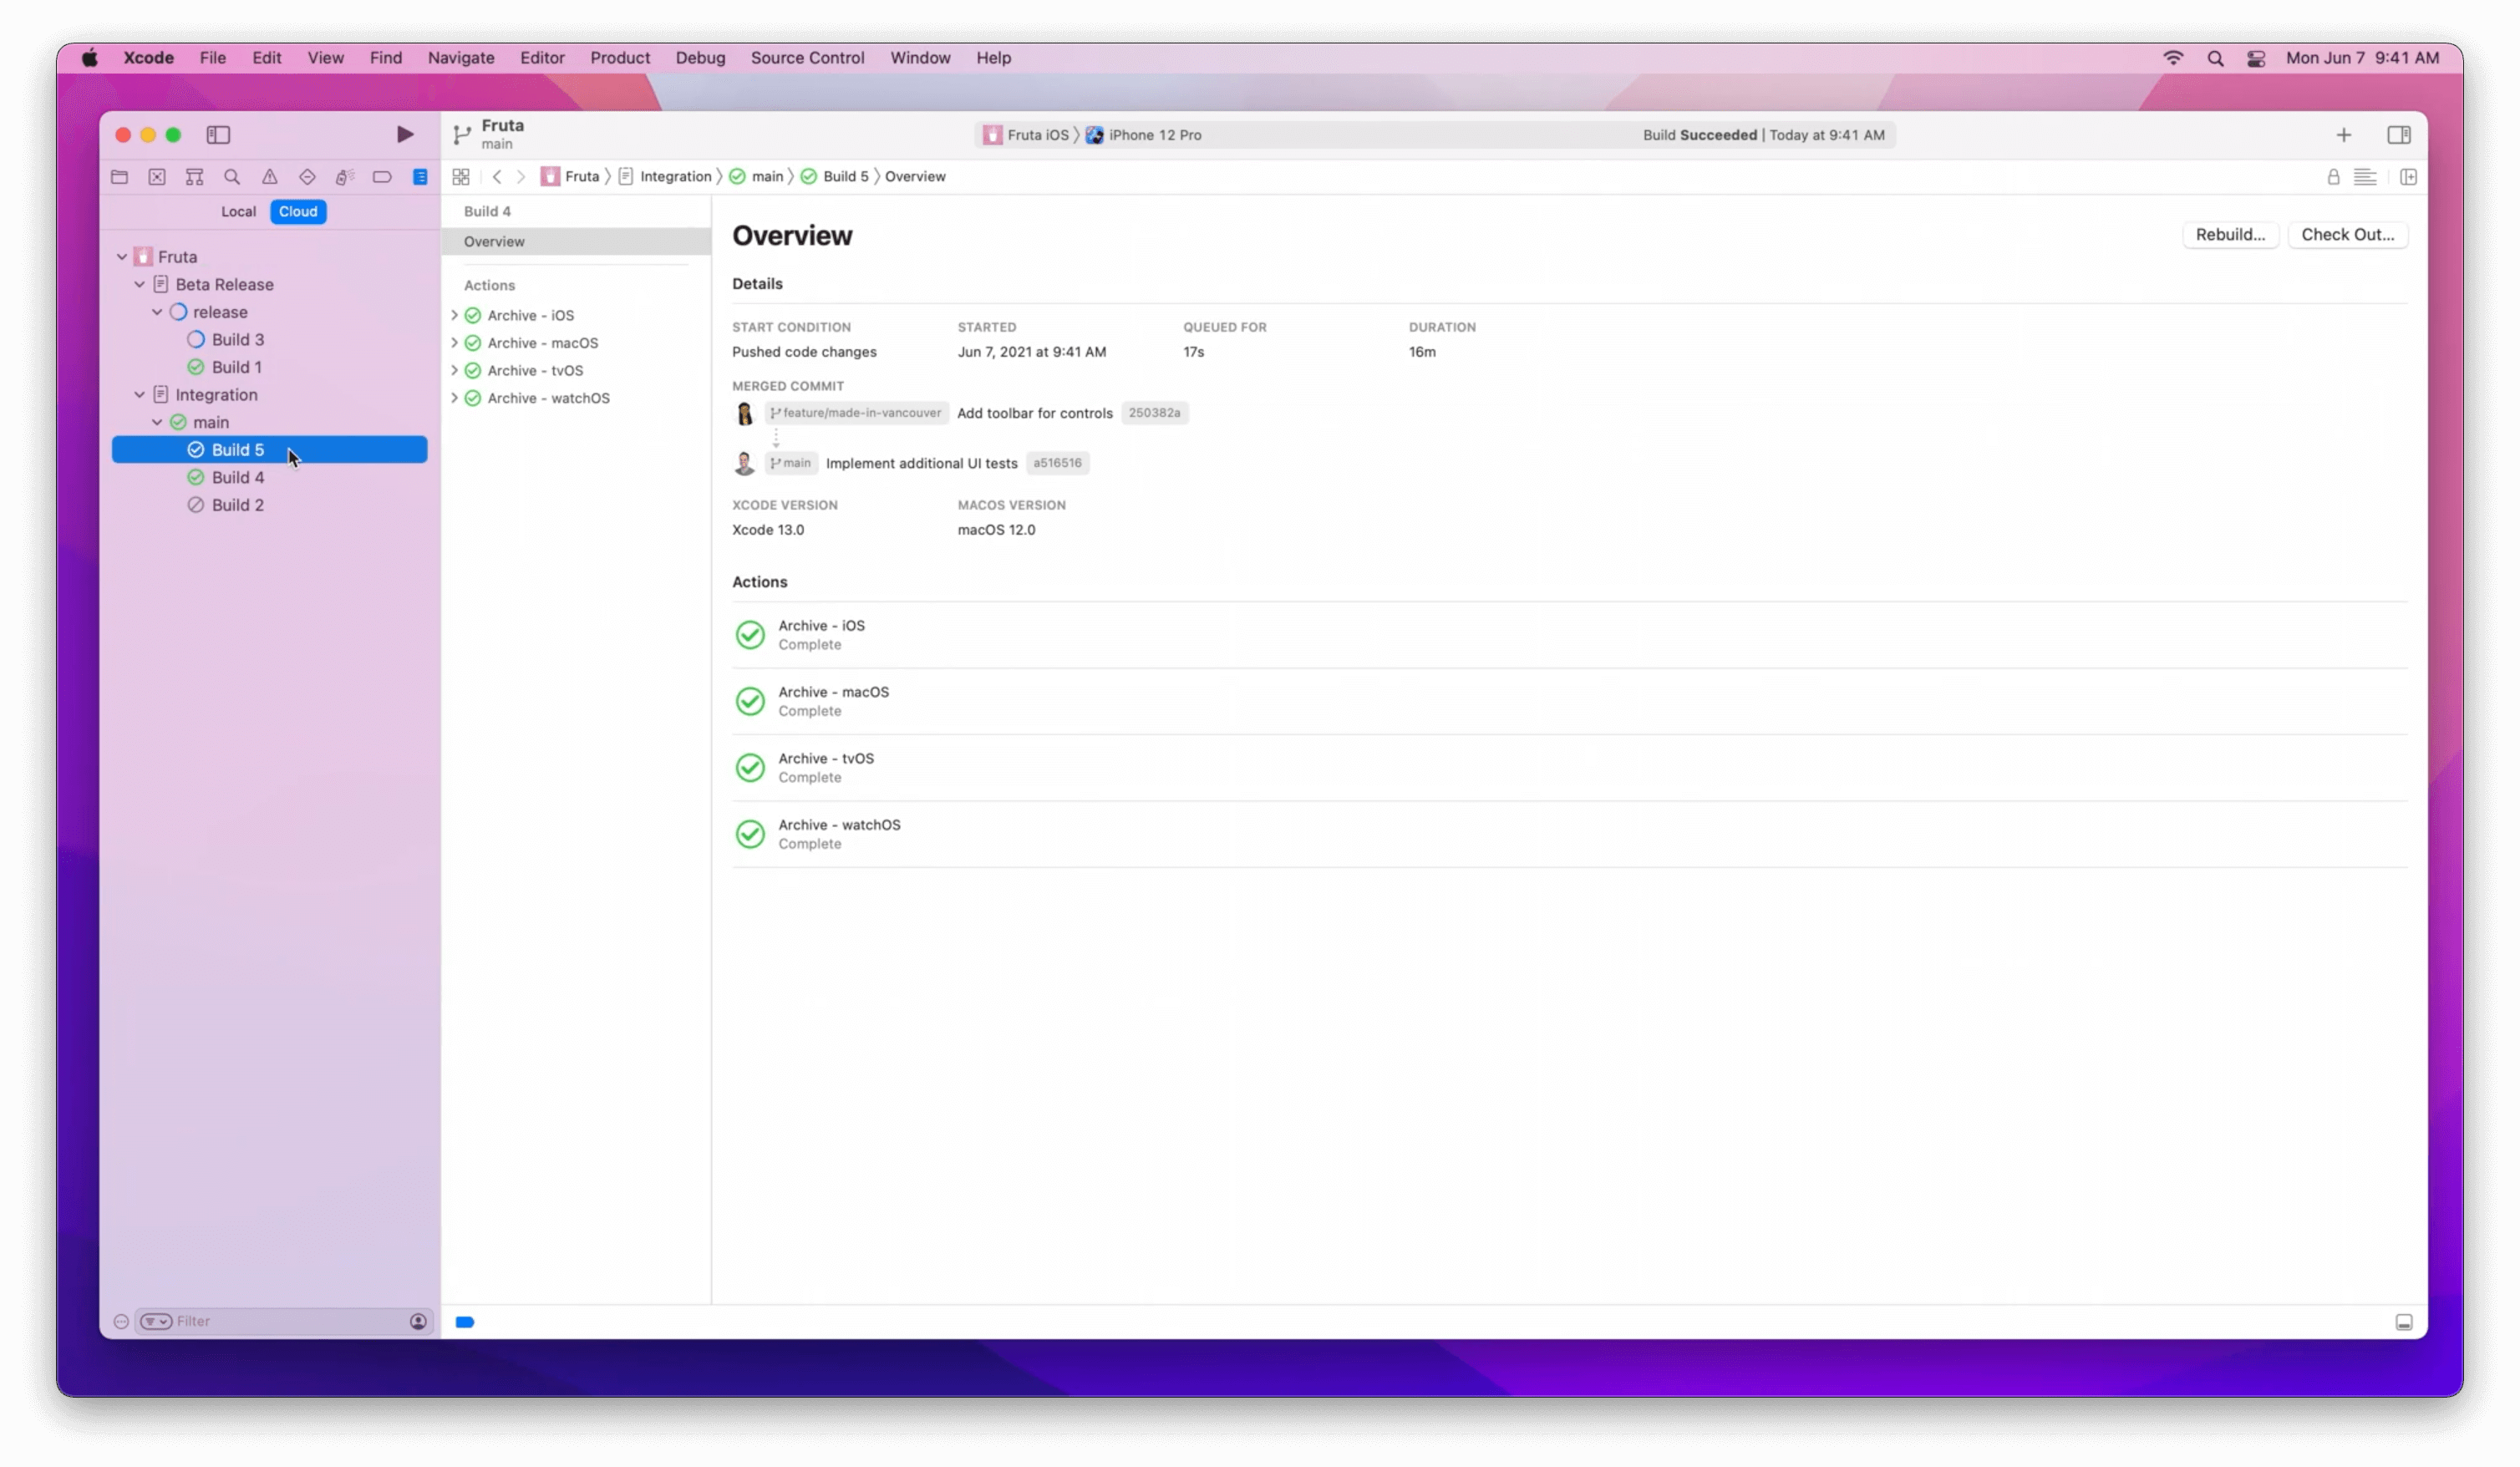 Xcode File Edit View Find Navigate Editor Product Debug Source Control Window Help Mon Jun 7 9:41 AM
Fruta
main
Fruta iOS iPhone 12 Pro Build Succeeded | Today at 9:41 AM
Fruta Integration main Build 5 Overview
Local Cloud
Fruta
Beta Release
release
Build 3
Build 1
Integration
main
Build 5
Build 4
Build 2
Filter
Build 4
Overview
Actions
Archive - iOS
Archive - macOS
Archive - tvOS
Archive - watchOS
Overview Rebuild... Check Out...
Details
START CONDITION STARTED QUEUED FOR DURATION
Pushed code changes Jun 7, 2021 at 9:41 AM 17s 16m
MERGED COMMIT
feature/made-in-vancouver Add toolbar for controls 250382a
main Implement additional UI tests a516516
XCODE VERSION MACOS VERSION
Xcode 13.0 macOS 12.0
Actions
Archive - iOS
Complete
Archive - macOS
Complete
Archive - tvOS
Complete
Archive - watchOS
Complete